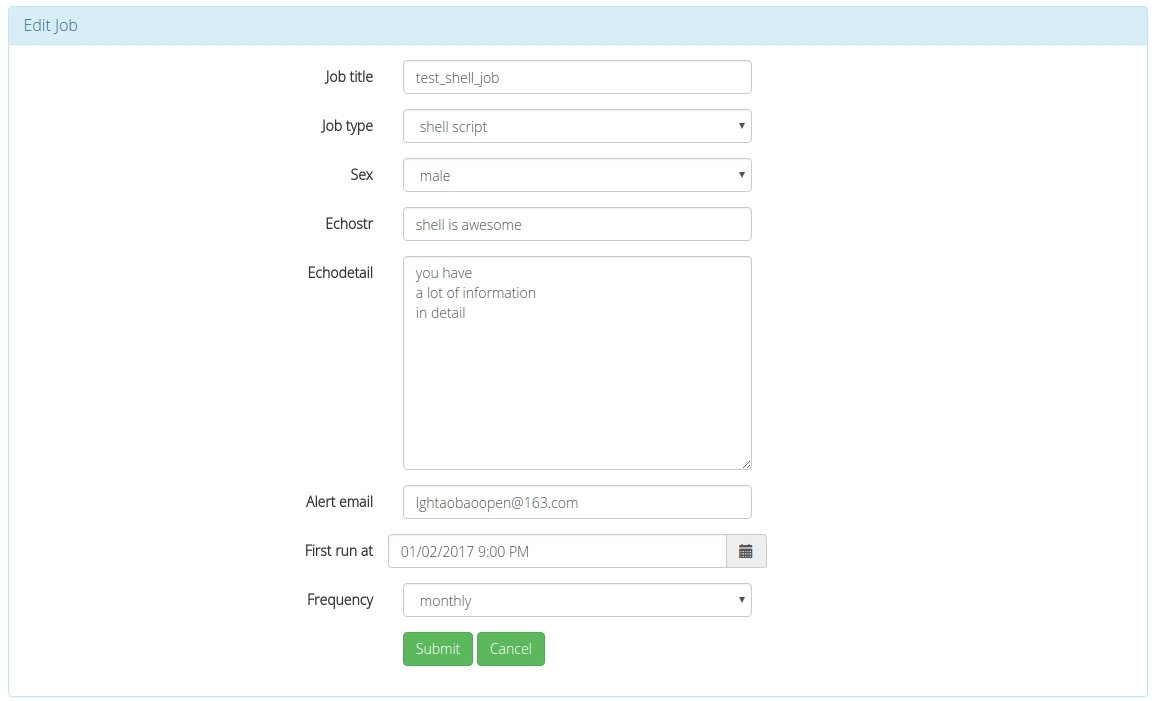 Edit Job
Job title
test_shell_job
Job type
shell script
Sex
male
Echostr
shell is awesome
Echodetail
you have
a lot of information
in detail
Alert email
lghtaobaoopen@163.com
First run at
01/02/2017 9:00 PM
Frequency
monthly
Submit
Cancel